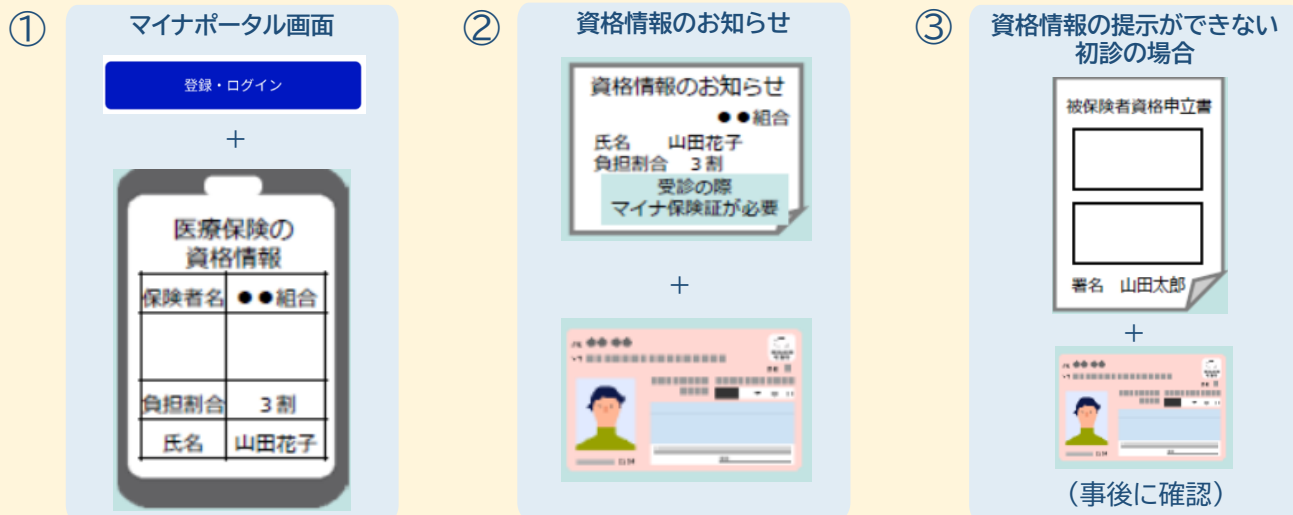 ①
マイナポータル画面
登録・ログイン
+
医療保険の
資格情報
保険者名 ●●組合
負担割合 3割
氏名 山田花子
②
資格情報のお知らせ
資格情報のお知らせ
●●組合
氏名 山田花子
負担割合 3割
受診の際
マイナ保険証が必要
+
③
資格情報の提示ができない
初診の場合
被保険者資格申立書
署名 山田太郎
+
（事後に確認）